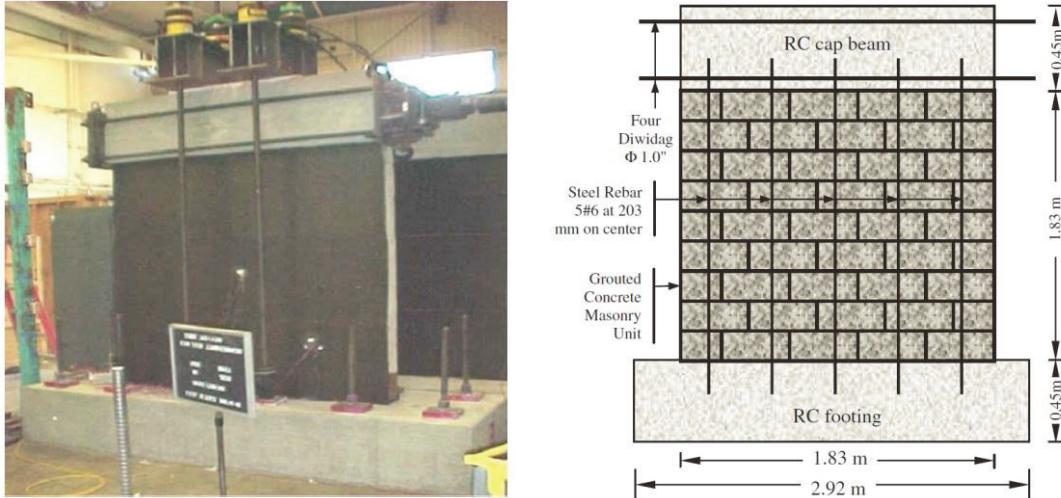 RC cap beam
0.45m
Four
Diwidag
Φ 1.0"
Steel Rebar
5#6 at 203
mm on center
1.83 m
Grouted
Concrete
Masonry
Unit
RC footing
0.45m
1.83 m
2.92 m